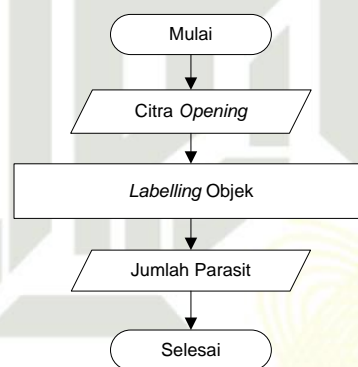 Mulai
Citra Opening
Labelling Objek
Jumlah Parasit
Selesai